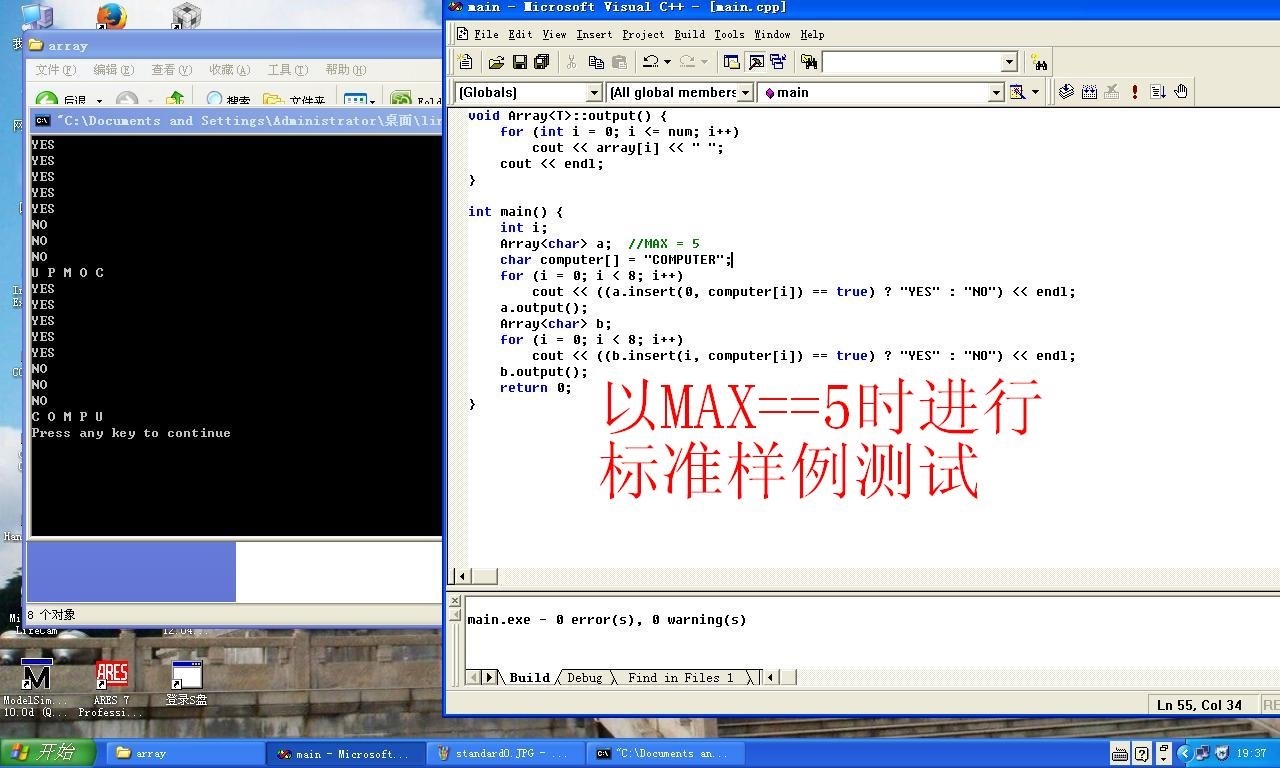 main - Microsoft Visual C++ - [main.cpp]
File Edit View Insert Project Build Tools Window Help
[Globals] [All global members main
array
文件(F) 编辑(E) 查看(V) 收藏(A) 工具(T) 帮助(H)
后退 搜索 文件夹
"C:\Documents and Settings\Administrator\桌面\lin
YES
YES
YES
YES
YES
NO
NO
NO
U P M O C
YES
YES
YES
YES
YES
NO
NO
NO
C O M P U
Press any key to continue
8 个对象
void Array<T>::output() {
for (int i = 0; i <= num; i++)
cout << array[i] << " ";
cout << endl;
}
int main() {
int i;
Array<char> a; //MAX = 5
char computer[] = "COMPUTER";
for (i = 0; i < 8; i++)
cout << ((a.insert(0, computer[i]) == true) ? "YES" : "NO") << endl;
a.output();
Array<char> b;
for (i = 0; i < 8; i++)
cout << ((b.insert(i, computer[i]) == true) ? "YES" : "NO") << endl;
b.output();
return 0;
}
以MAX==5时进行
标准样例测试
main.exe - 0 error(s), 0 warning(s)
Build Debug Find in Files 1
Ln 55, Col 34
ARES
ModelSim... ARES 7 登录S盘
10.0d (Q... Professi...
开始 array main - Microsoft... standard0.JPG - ... "C:\Documents an... 19:37